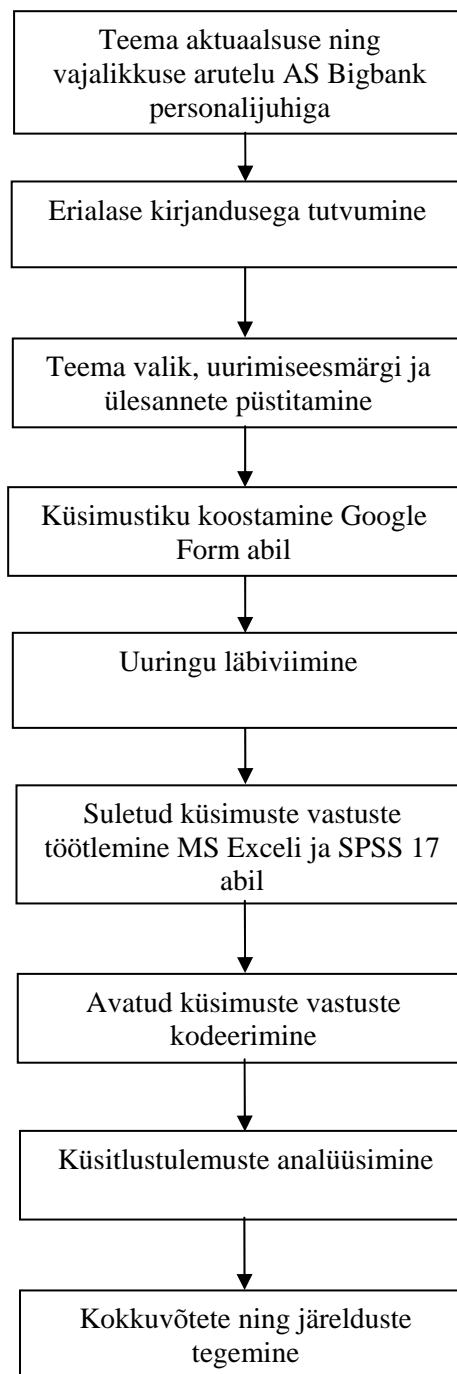 Teema aktuaalsuse ning
vajalikkuse arutelu AS Bigbank
personalijuhiga
Erialase kirjandusega tutvumine
Teema valik, uurimiseesmärgi ja
ülesannete püstitamine
Küsimustiku koostamine Google
Form abil
Uuringu läbiviimine
Suletud küsimuste vastuste
töötlemine MS Exceli ja SPSS 17
abil
Avatud küsimuste vastuste
kodeerimine
Küsitlustulemuste analüüsimine
Kokkuvõtete ning järelduste
tegemine